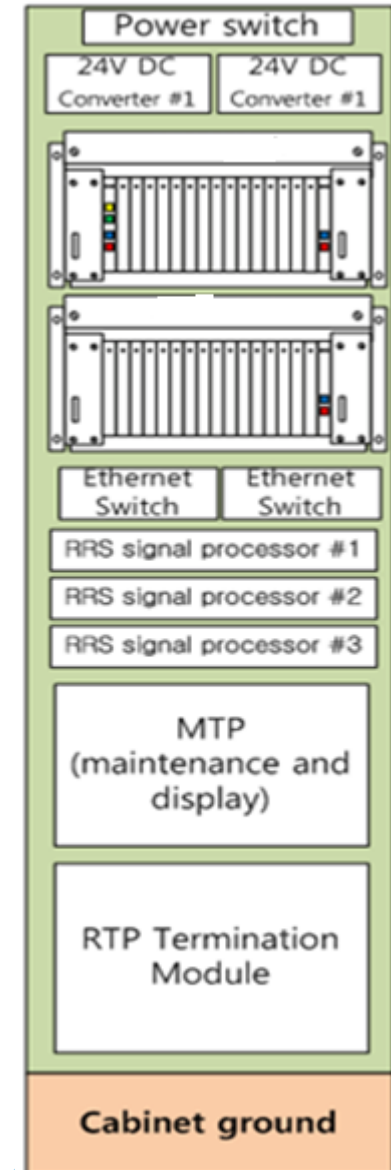 Power switch
24V DC
Converter #1
24V DC
Converter #1
Ethernet
Switch
Ethernet
Switch
RRS signal processor #1
RRS signal processor #2
RRS signal processor #3
MTP
(maintenance and
display)
RTP Termination
Module
Cabinet ground